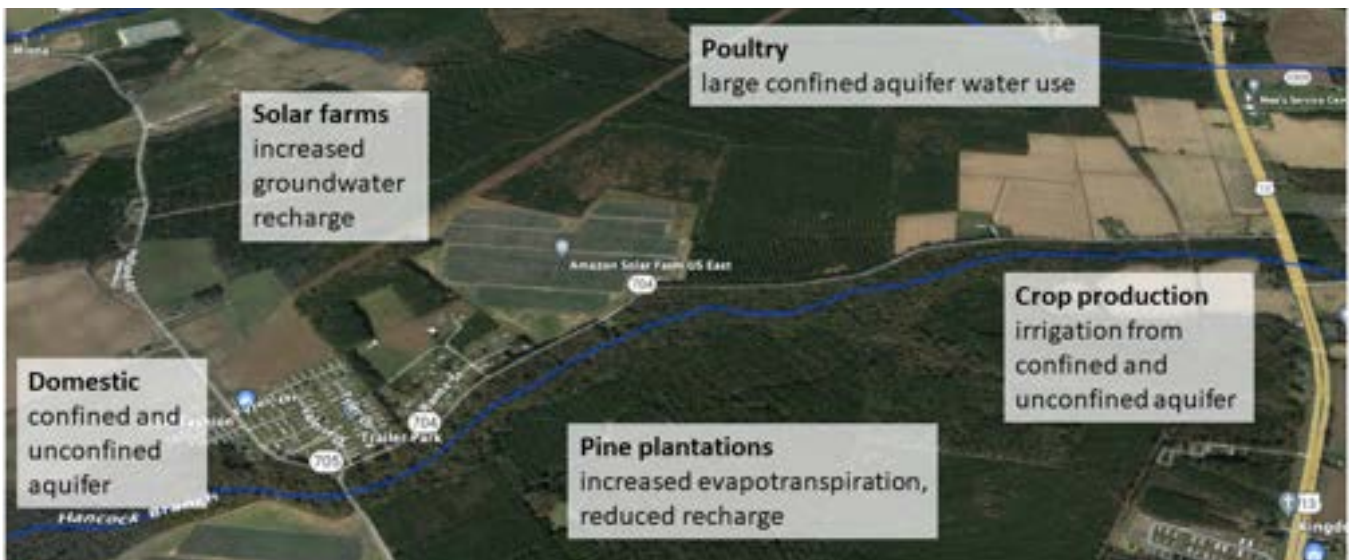 Poultry
large confined aquifer water use
Solar farms
increased
groundwater
recharge
Amazon Solar Farm US East
704
13
Crop production
irrigation from
confined and
unconfined aquifer
Domestic
confined and
unconfined
aquifer
704
Trailer Park
705
Pine plantations
increased evapotranspiration,
reduced recharge
Hancock Branch
13